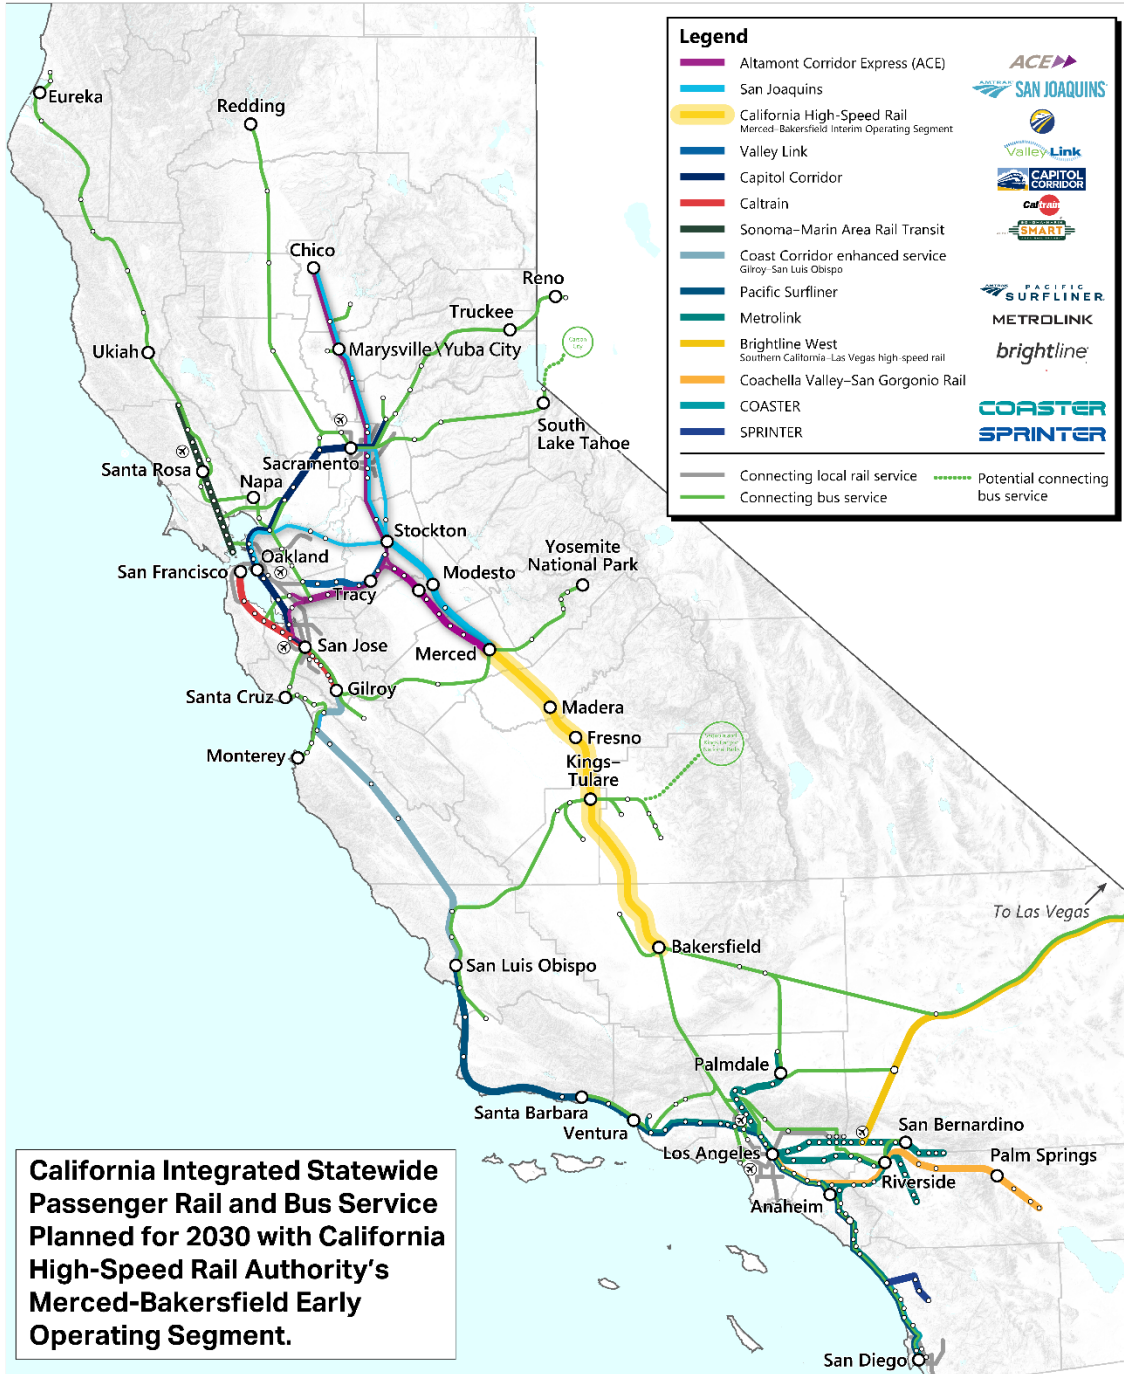 Legend
Altamont Corridor Express (ACE)
ACE
San Joaquins
AMTRAK SAN JOAQUINS
California High-Speed Rail
Merced–Bakersfield Interim Operating Segment
Valley Link
Valley Link
Capitol Corridor
CAPITOL
CORRIDOR
Caltrain
Caltrain
Sonoma–Marin Area Rail Transit
SMART
Coast Corridor enhanced service
Gilroy–San Luis Obispo
Pacific Surfliner
AMTRAK PACIFIC
SURFLINER
Metrolink
METROLINK
Brightline West
Southern California–Las Vegas high-speed rail
brightline
Coachella Valley–San Gorgonio Rail
COASTER
COASTER
SPRINTER
SPRINTER
Connecting local rail service
Connecting bus service
Potential connecting
bus service
Eureka
Redding
Chico
Reno
Truckee
Ukiah
Marysville\Yuba City
Carson
City
South
Lake Tahoe
Sacramento
Santa Rosa
Napa
Stockton
Oakland
San Francisco
Yosemite
National Park
Modesto
Tracy
San Jose
Merced
Gilroy
Santa Cruz
Madera
Fresno
Monterey
Kings–
Tulare
To Las Vegas
Bakersfield
San Luis Obispo
Palmdale
Santa Barbara
Ventura
San Bernardino
Los Angeles
Palm Springs
Riverside
Anaheim
San Diego
California Integrated Statewide
Passenger Rail and Bus Service
Planned for 2030 with California
High-Speed Rail Authority's
Merced-Bakersfield Early
Operating Segment.